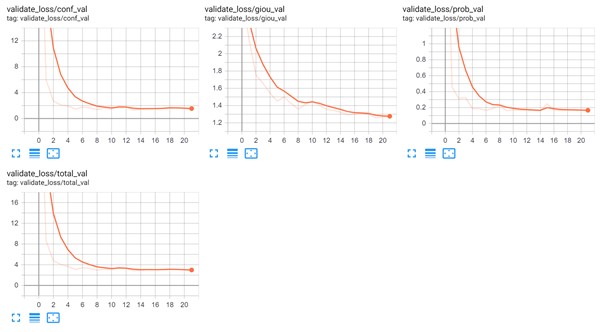 validate_loss/conf_val
tag: validate_loss/conf_val
12
8
4
0
0 2 4 6 8 10 12 14 16 18 20
validate_loss/giou_val
tag: validate_loss/giou_val
2.2
2
1.8
1.6
1.4
1.2
0 2 4 6 8 10 12 14 16 18 20
validate_loss/prob_val
tag: validate_loss/prob_val
1
0.8
0.6
0.4
0.2
0
0 2 4 6 8 10 12 14 16 18 20
validate_loss/total_val
tag: validate_loss/total_val
16
12
8
4
0
0 2 4 6 8 10 12 14 16 18 20